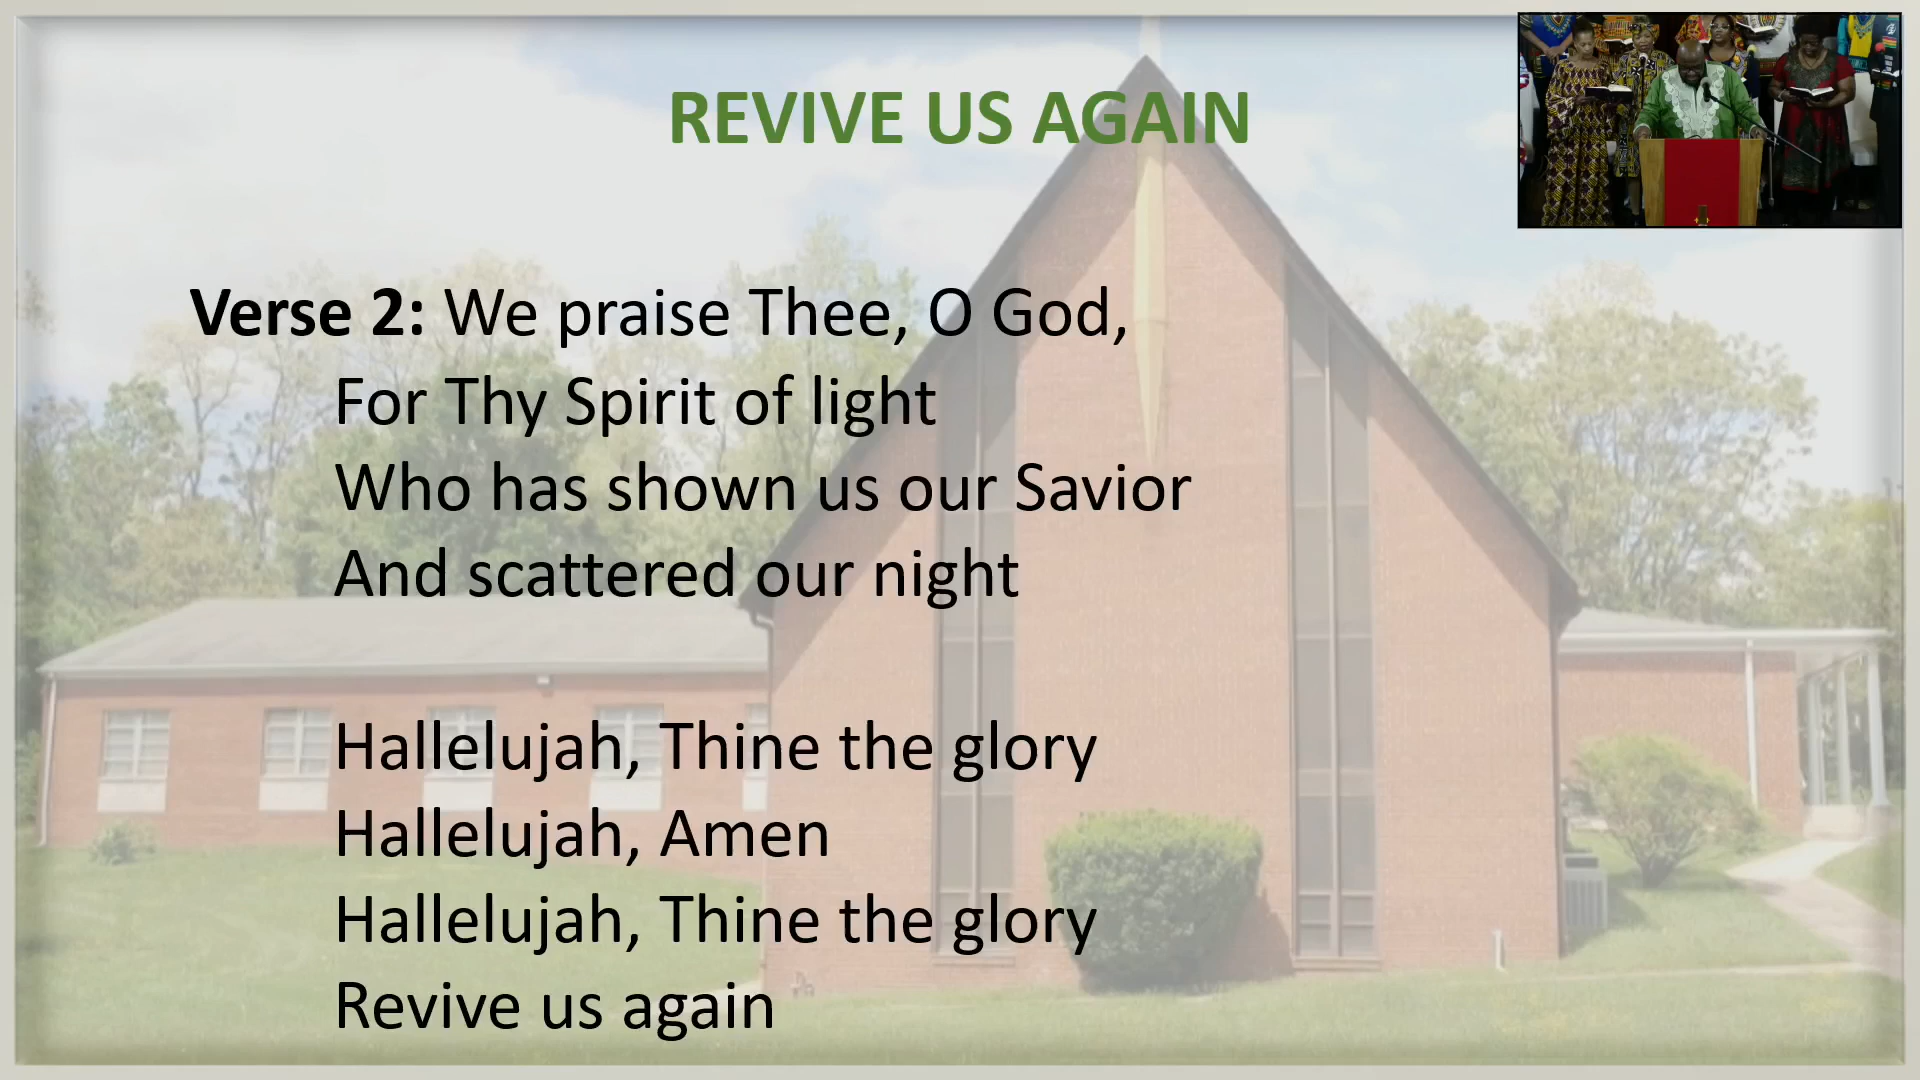 REVIVE US AGAIN
Verse 2: We praise Thee, O God,
For Thy Spirit of light
Who has shown us our Savior
And scattered our night
Hallelujah, Thine the glory
Hallelujah, Amen
Hallelujah, Thine the glory
Revive us again